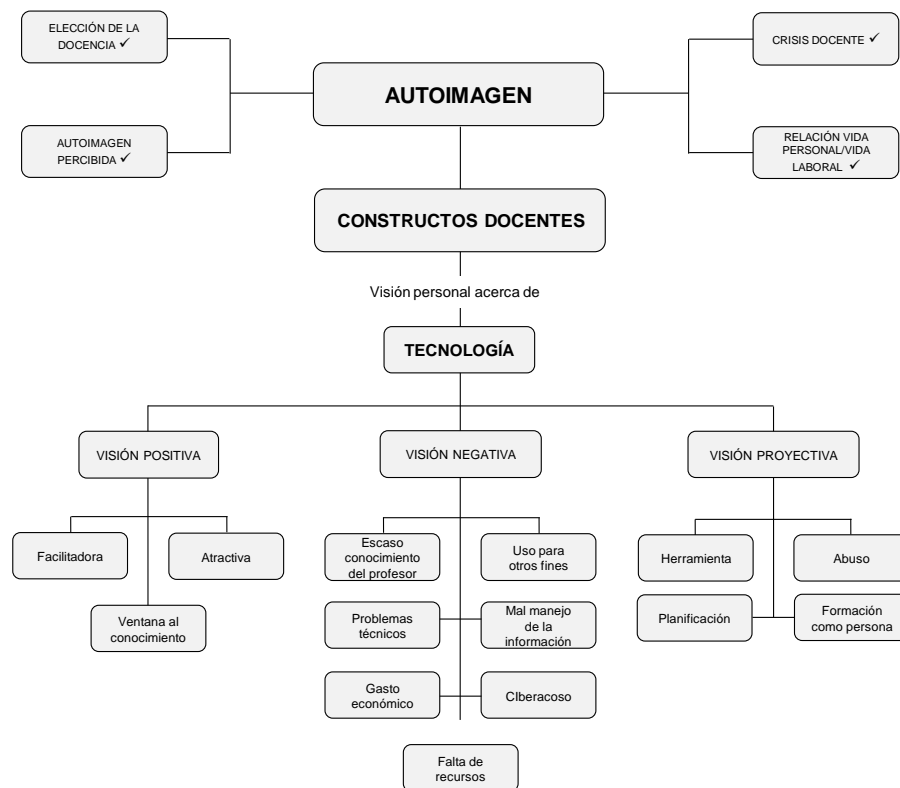 ELECCIÓN DE LA
DOCENCIA ✓
CRISIS DOCENTE ✓
AUTOIMAGEN
AUTOIMAGEN
PERCIBIDA ✓
RELACIÓN VIDA
PERSONAL/VIDA
LABORAL ✓
CONSTRUCTOS DOCENTES
Visión personal acerca de
TECNOLOGÍA
VISIÓN POSITIVA
VISIÓN NEGATIVA
VISIÓN PROYECTIVA
Facilitadora
Atractiva
Ventana al
conocimiento
Escaso
conocimiento
del profesor
Uso para
otros fines
Problemas
técnicos
Mal manejo
de la
información
Gasto
económico
CIberacoso
Falta de
recursos
Herramienta
Abuso
Planificación
Formación
como persona